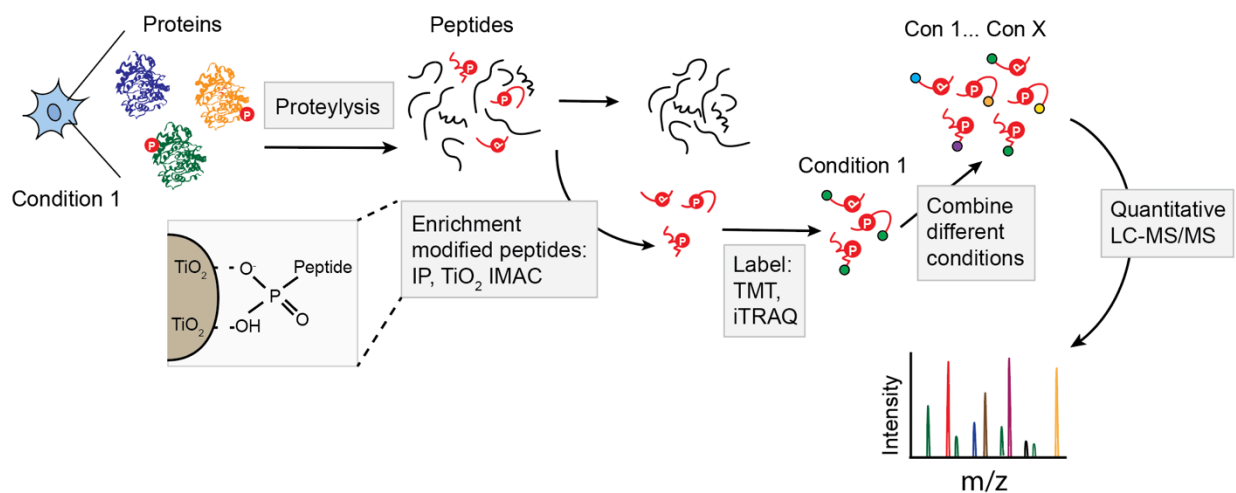 Proteins
Peptides
Con 1... Con X
Proteylysis
P
P
P
P
P
Condition 1
Condition 1
P
P
P
P
P
P
P
P
P
P
P
P
Enrichment
modified peptides:
IP, TiO₂ IMAC
Label:
TMT,
iTRAQ
Combine
different
conditions
Quantitative
LC-MS/MS
TiO₂
O⁻
Peptide
P
TiO₂
OH
O
Intensity
m/z